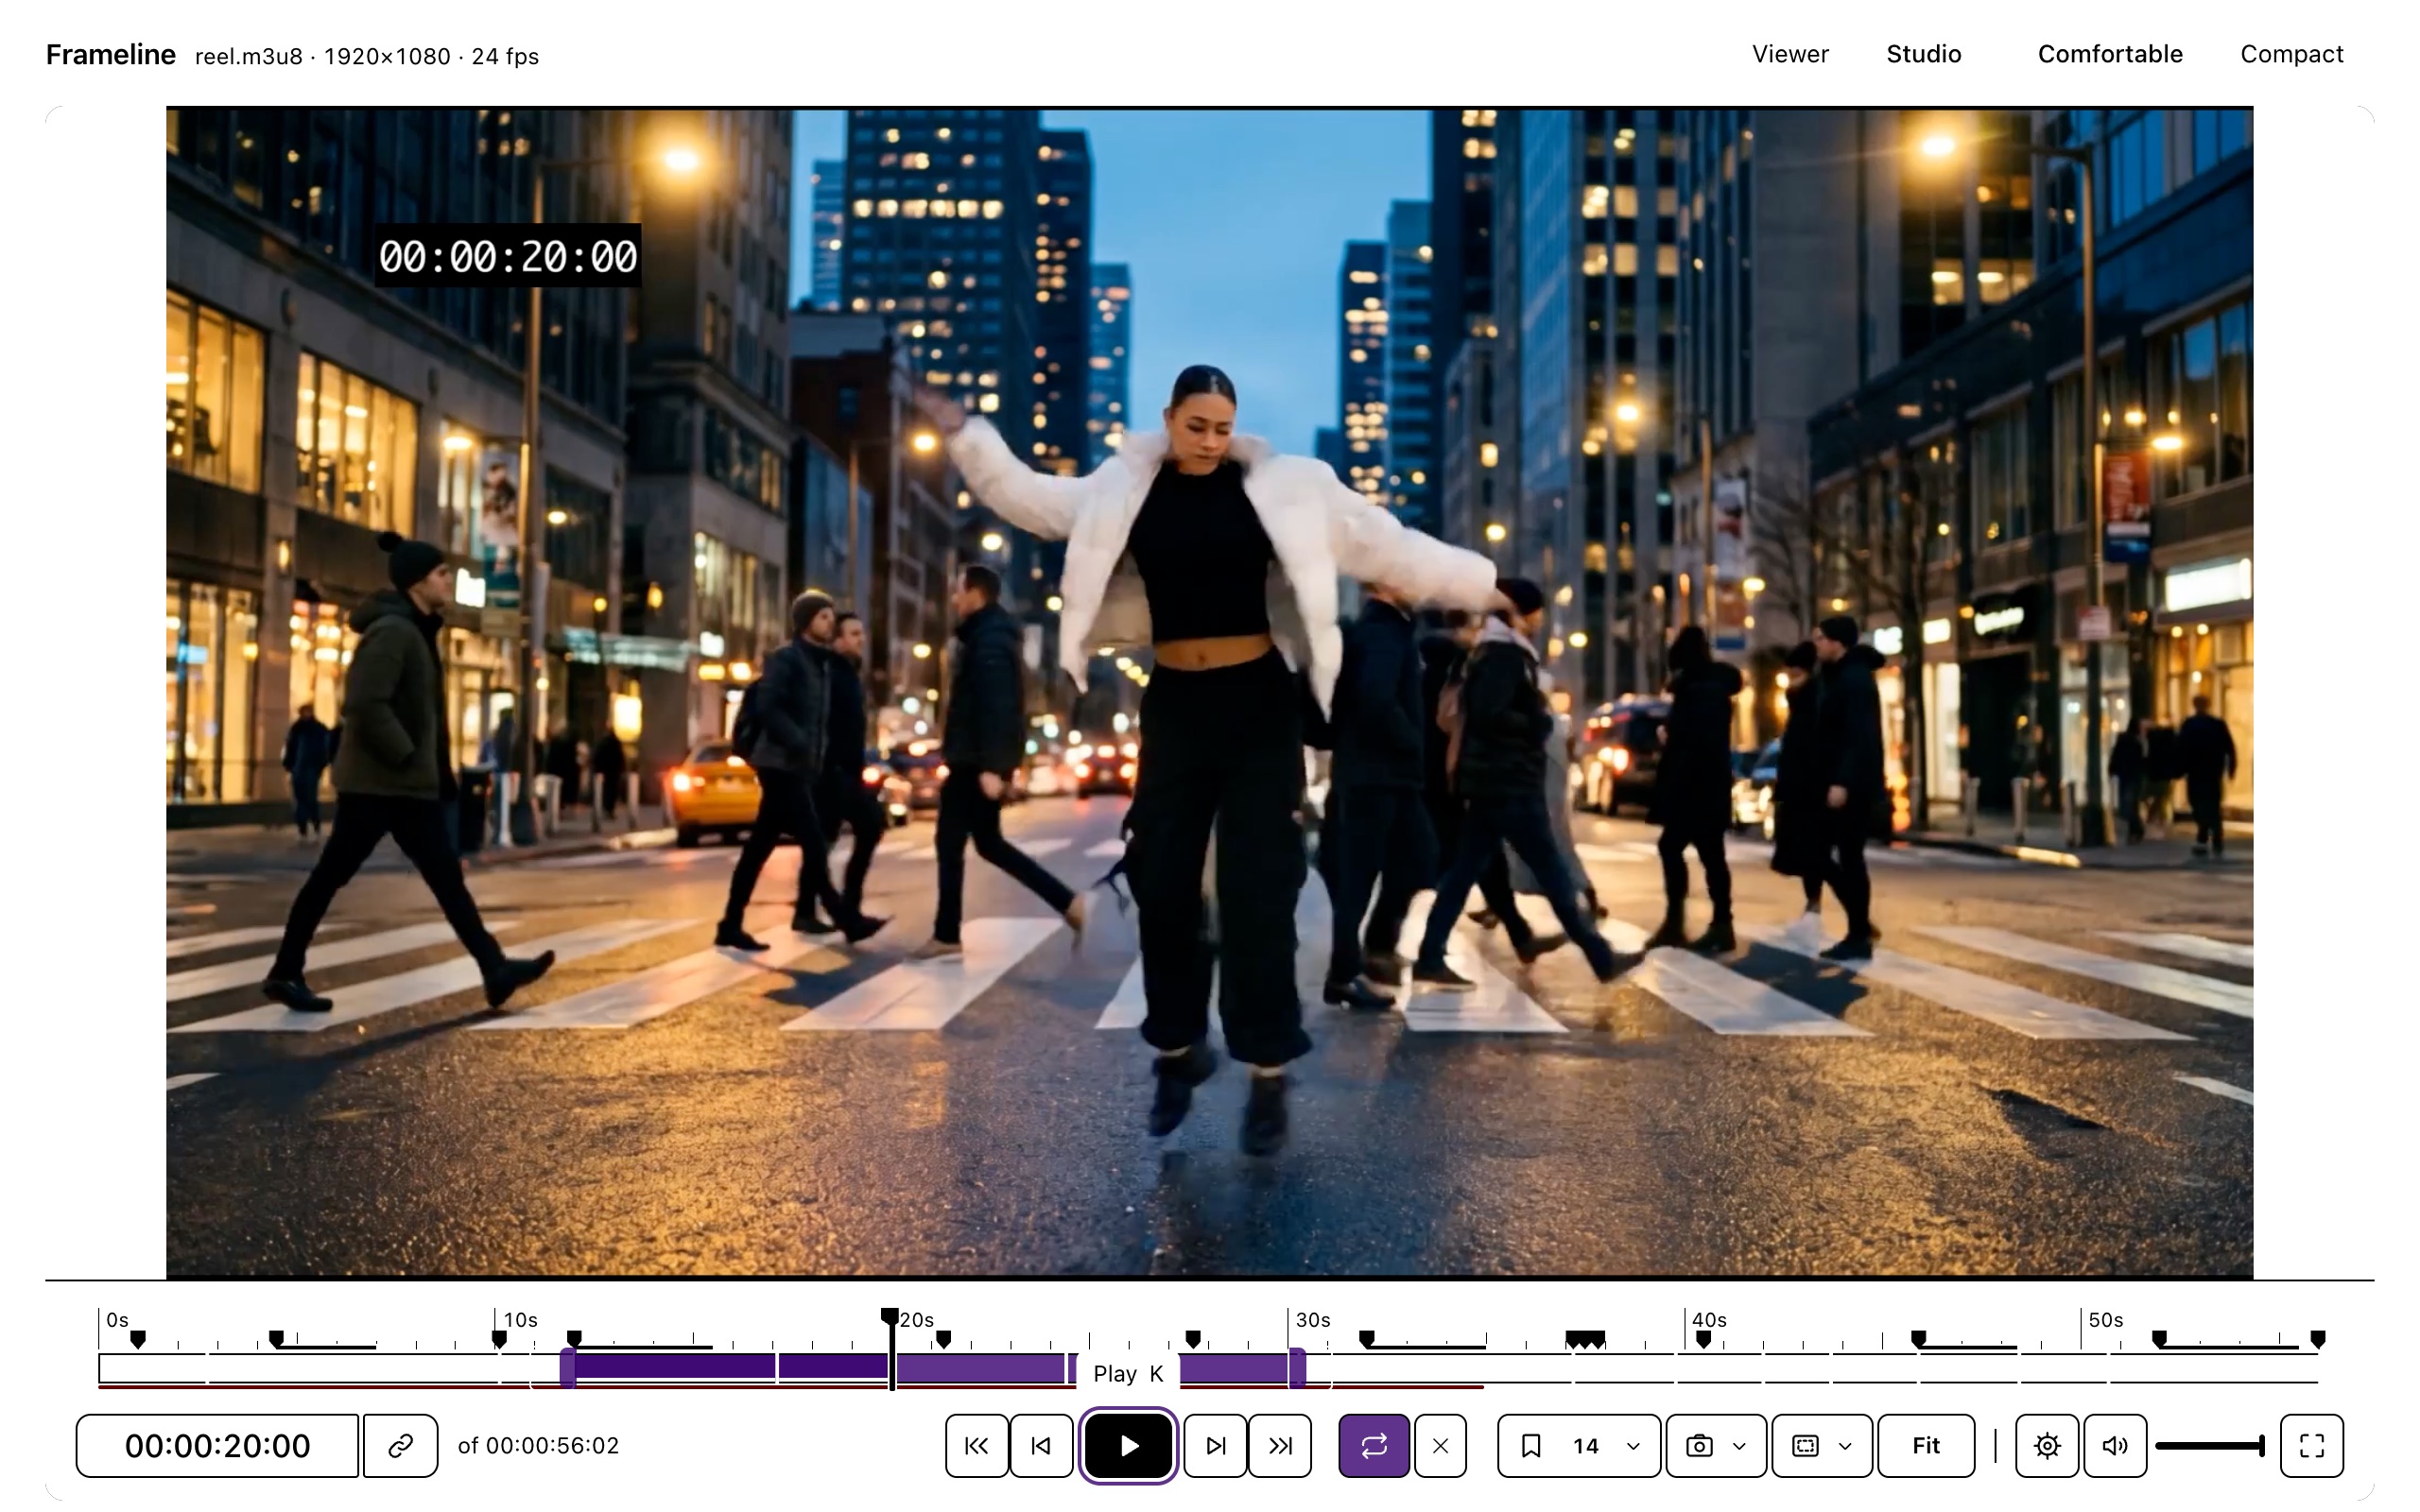 Frameline reel.m3u8 · 1920×1080 · 24 fps
Viewer Studio Comfortable Compact
00:00:20:00
0s 10s 20s 30s 40s 50s
Play K
00:00:20:00 of 00:00:56:02 14 Fit